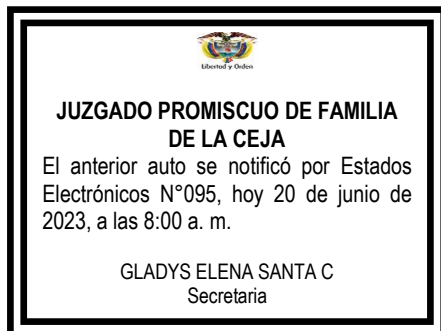 Libertad y Orden
JUZGADO PROMISCUO DE FAMILIA
DE LA CEJA
El anterior auto se notificó por Estados
Electrónicos N°095, hoy 20 de junio de
2023, a las 8:00 a. m.
GLADYS ELENA SANTA C
Secretaria